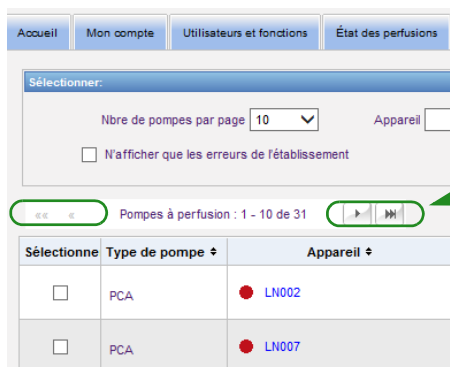 Accueil Mon compte Utilisateurs et fonctions État des perfusions
Sélectionner:
Nbre de pompes par page 10 Appareil
N'afficher que les erreurs de l'établissement
«« « Pompes à perfusion : 1 - 10 de 31
Sélectionne Type de pompe Appareil
PCA LN002
PCA LN007